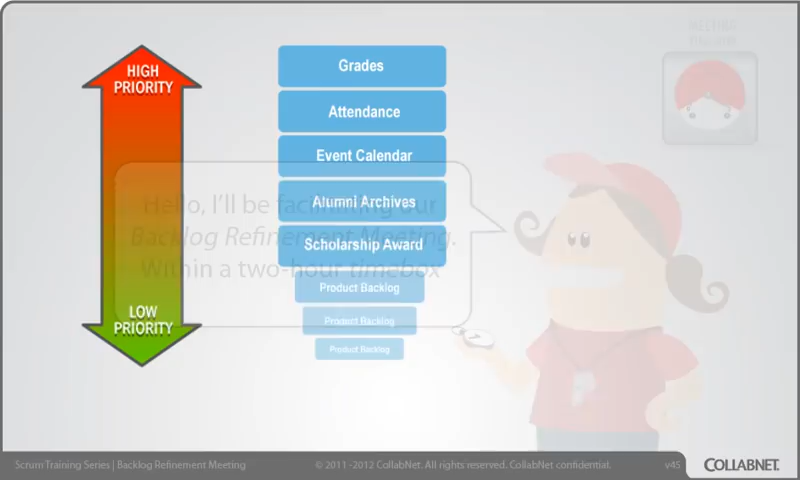 MEETING
HIGH
PRIORITY
Grades
Attendance
Event Calendar
Alumni Archives
Scholarship Award
Product Backlog
Product Backlog
Product Backlog
Hello, I'll be facilitating our
Backlog Refinement Meeting.
Within a two-hour timebox
LOW
PRIORITY
Scrum Training Series | Backlog Refinement Meeting
© 2011-2012 CollabNet. All rights reserved. CollabNet confidential.
v45
COLLABNET